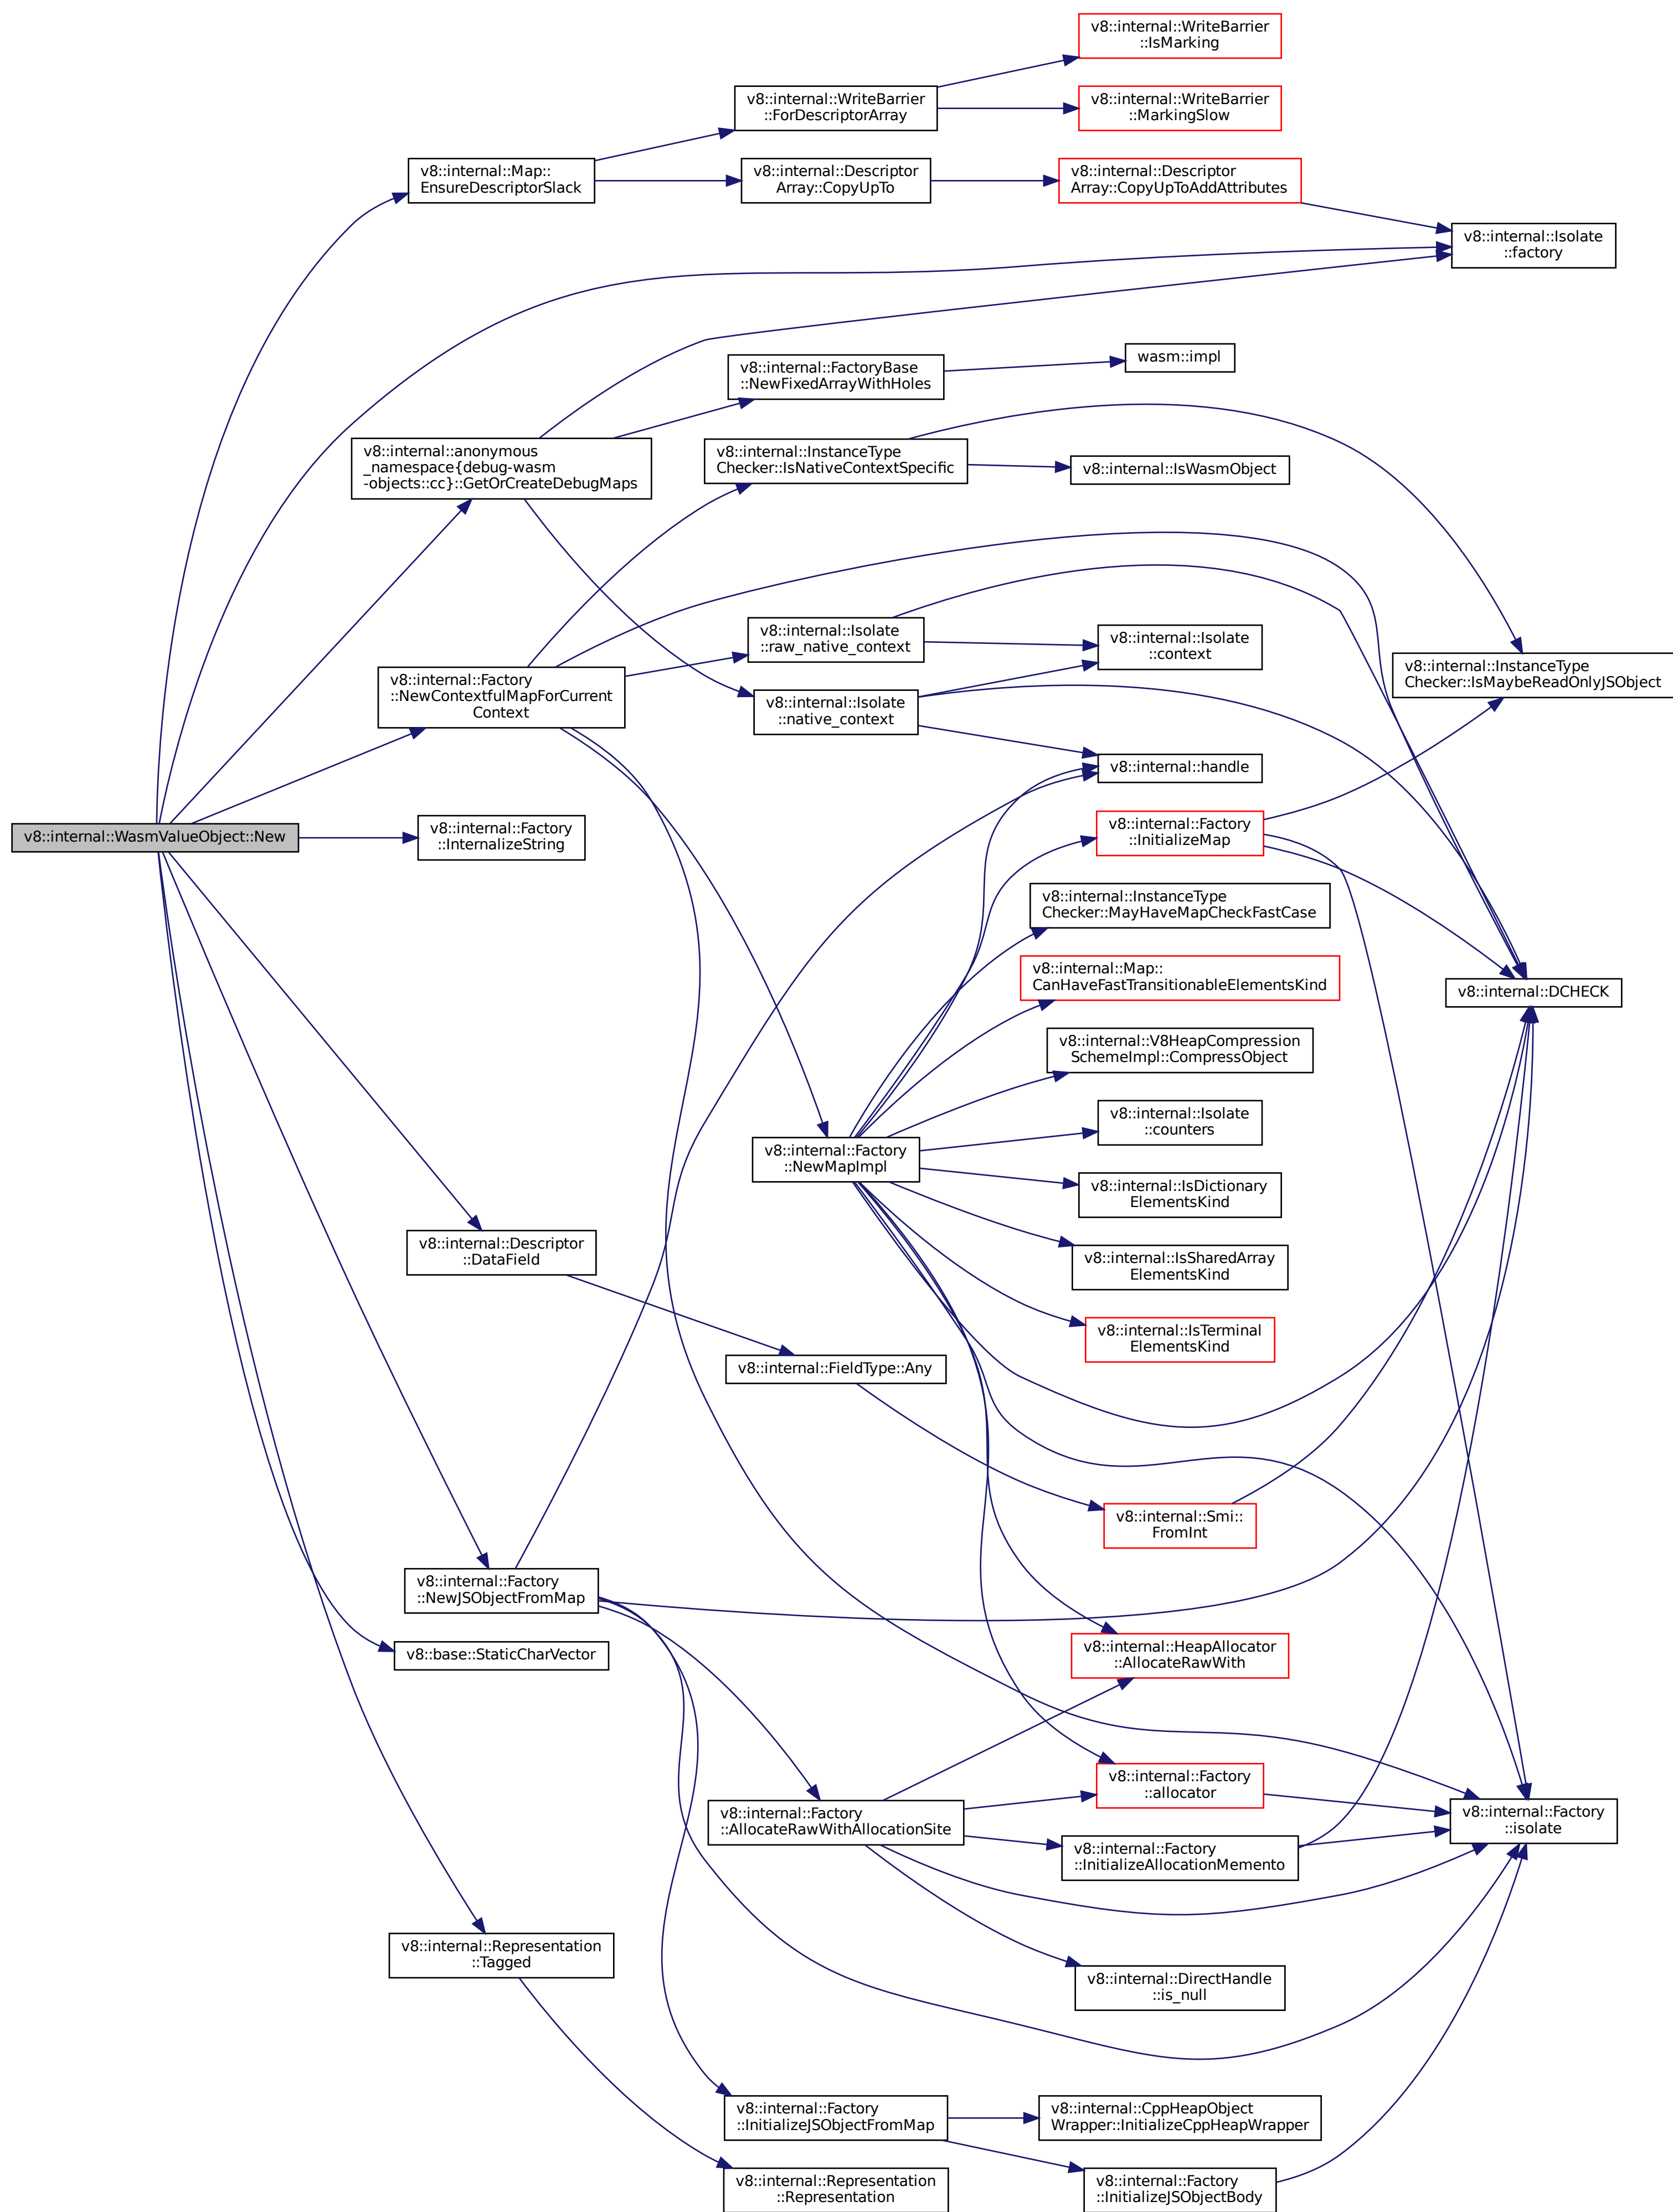 v8::internal::WriteBarrier
::IsMarking
v8::internal::WriteBarrier
::ForDescriptorArray
v8::internal::WriteBarrier
::MarkingSlow
v8::internal::Map::
EnsureDescriptorSlack
v8::internal::Descriptor
Array::CopyUpTo
v8::internal::Descriptor
Array::CopyUpToAddAttributes
v8::internal::Isolate
::factory
wasm::impl
v8::internal::FactoryBase
::NewFixedArrayWithHoles
v8::internal::anonymous
_namespace{debug-wasm
-objects::cc}::GetOrCreateDebugMaps
v8::internal::InstanceType
Checker::IsNativeContextSpecific
v8::internal::IsWasmObject
v8::internal::Isolate
::raw_native_context
v8::internal::Isolate
::context
v8::internal::InstanceType
Checker::IsMaybeReadOnlyJSObject
v8::internal::Factory
::NewContextfulMapForCurrent
Context
v8::internal::Isolate
::native_context
v8::internal::handle
v8::internal::WasmValueObject::New
v8::internal::Factory
::InternalizeString
v8::internal::Factory
::InitializeMap
v8::internal::InstanceType
Checker::MayHaveMapCheckFastCase
v8::internal::Map::
CanHaveFastTransitionableElementsKind
v8::internal::DCHECK
v8::internal::V8HeapCompression
SchemeImpl::CompressObject
v8::internal::Isolate
::counters
v8::internal::Factory
::NewMapImpl
v8::internal::IsDictionary
ElementsKind
v8::internal::Descriptor
::DataField
v8::internal::IsSharedArray
ElementsKind
v8::internal::IsTerminal
ElementsKind
v8::internal::FieldType::Any
v8::internal::Smi::
FromInt
v8::internal::Factory
::NewJSObjectFromMap
v8::base::StaticCharVector
v8::internal::HeapAllocator
::AllocateRawWith
v8::internal::Factory
::allocator
v8::internal::Factory
::AllocateRawWithAllocationSite
v8::internal::Factory
::isolate
v8::internal::Factory
::InitializeAllocationMemento
v8::internal::Representation
::Tagged
v8::internal::DirectHandle
::is_null
v8::internal::Factory
::InitializeJSObjectFromMap
v8::internal::CppHeapObject
Wrapper::InitializeCppHeapWrapper
v8::internal::Representation
::Representation
v8::internal::Factory
::InitializeJSObjectBody